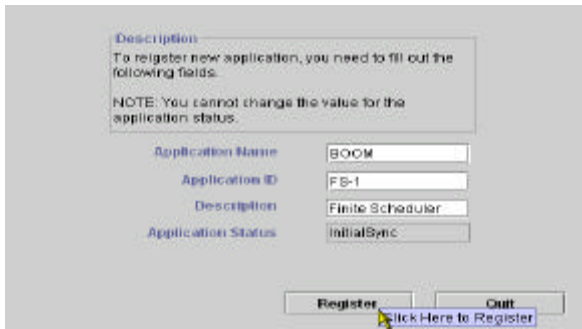 Description
To reigster new application, you need to fill out the
following fields.
NOTE: You cannot change the value for the
application status.
Application Name BOOM
Application ID FS-1
Description Finite Scheduler
Application Status InitialSync
Register Quit
Click Here to Register